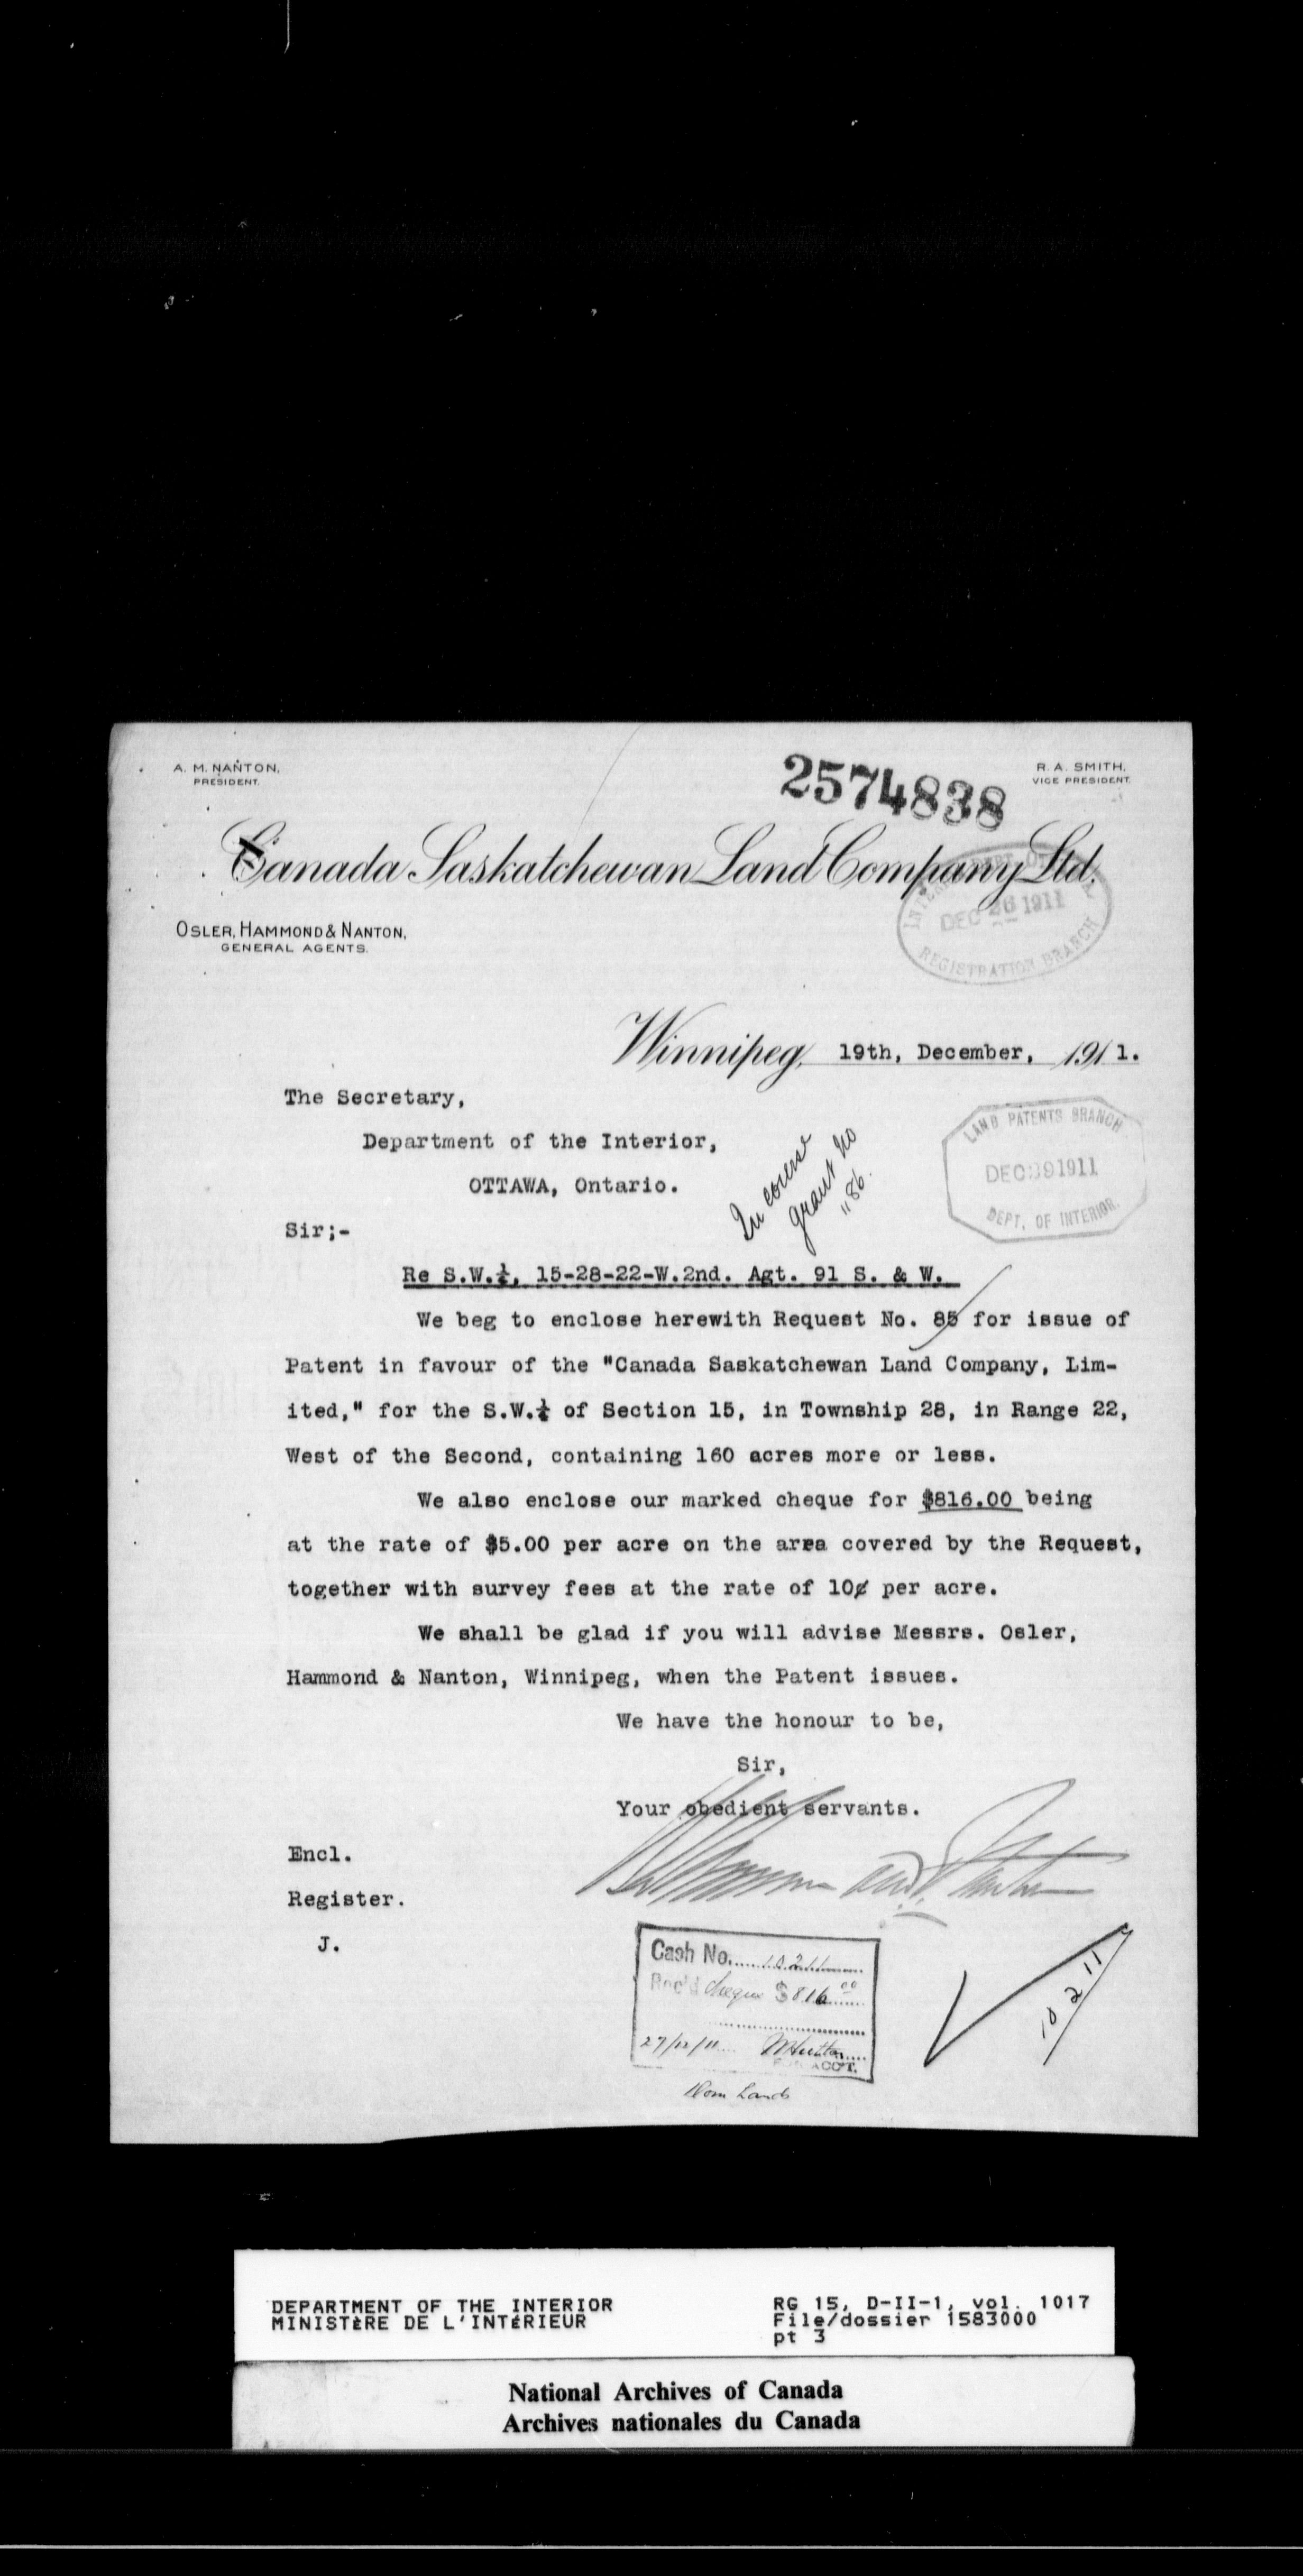 A. M. NANTON,
PRESIDENT.
2574838
R. A. SMITH,
VICE PRESIDENT.
Canada Saskatchewan Land Company Ltd.
OSLER, HAMMOND & NANTON,
GENERAL AGENTS.
DEC 26 1911
REGISTRATION BRANCH
Winnipeg, 19th, December, 1911.
The Secretary,
Department of the Interior,
OTTAWA, Ontario.
In course
grant no
"86.
LAND PATENTS BRANCH
DEC 1911
DEPT. OF INTERIOR.
Sir;-
Re S.W.¼, 15-28-22-W.2nd. Agt. 91 S. & W.
We beg to enclose herewith Request No. 85 for issue of
Patent in favour of the "Canada Saskatchewan Land Company, Lim-
ited," for the S.W.¼ of Section 15, in Township 28, in Range 22,
West of the Second, containing 160 acres more or less.
We also enclose our marked cheque for $816.00 being
at the rate of $5.00 per acre on the area covered by the Request,
together with survey fees at the rate of 10¢ per acre.
We shall be glad if you will advise Messrs. Osler,
Hammond & Nanton, Winnipeg, when the Patent issues.
We have the honour to be,
Sir,
Your obedient servants.
Encl.
Register.
J.
Cash No. 10211
Rec'd cheque $816.00
27/12/11
ACC'T.
Dom Lands
10211
DEPARTMENT OF THE INTERIOR
MINISTÈRE DE L'INTÉRIEUR
RG 15, D-II-1, vol. 1017
File/dossier 1583000
pt 3
National Archives of Canada
Archives nationales du Canada